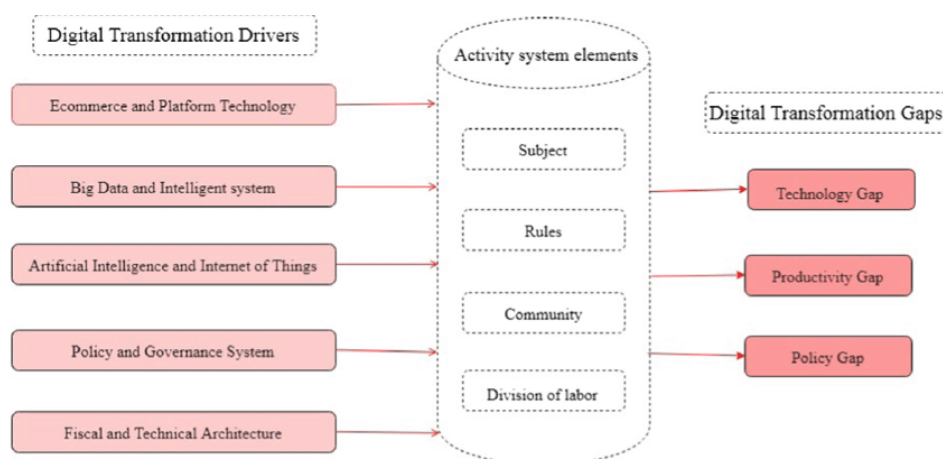 Digital Transformation Drivers
Ecommerce and Platform Technology
Big Data and Intelligent system
Artificial Intelligence and Internet of Things
Policy and Governance System
Fiscal and Technical Architecture
Activity system elements
Subject
Rules
Community
Division of labor
Digital Transformation Gaps
Technology Gap
Productivity Gap
Policy Gap